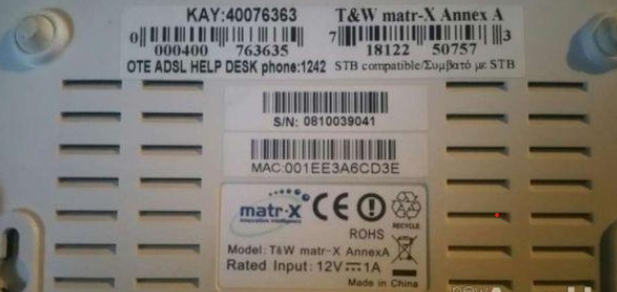 KAY:40076363
0 000400 763635
OTE ADSL HELP DESK phone:1242
T&W matr-X Annex A
7 18122 50757 3
STB compatible/Συμβατό με STB
S/N: 0810039041
MAC:001EE3A6CD3E
matr-x
innovative intelligence
CE
ROHS
RECYCLE
Model: T&W matr-X AnnexA
Rated Input: 12V⎓1A
Made in China